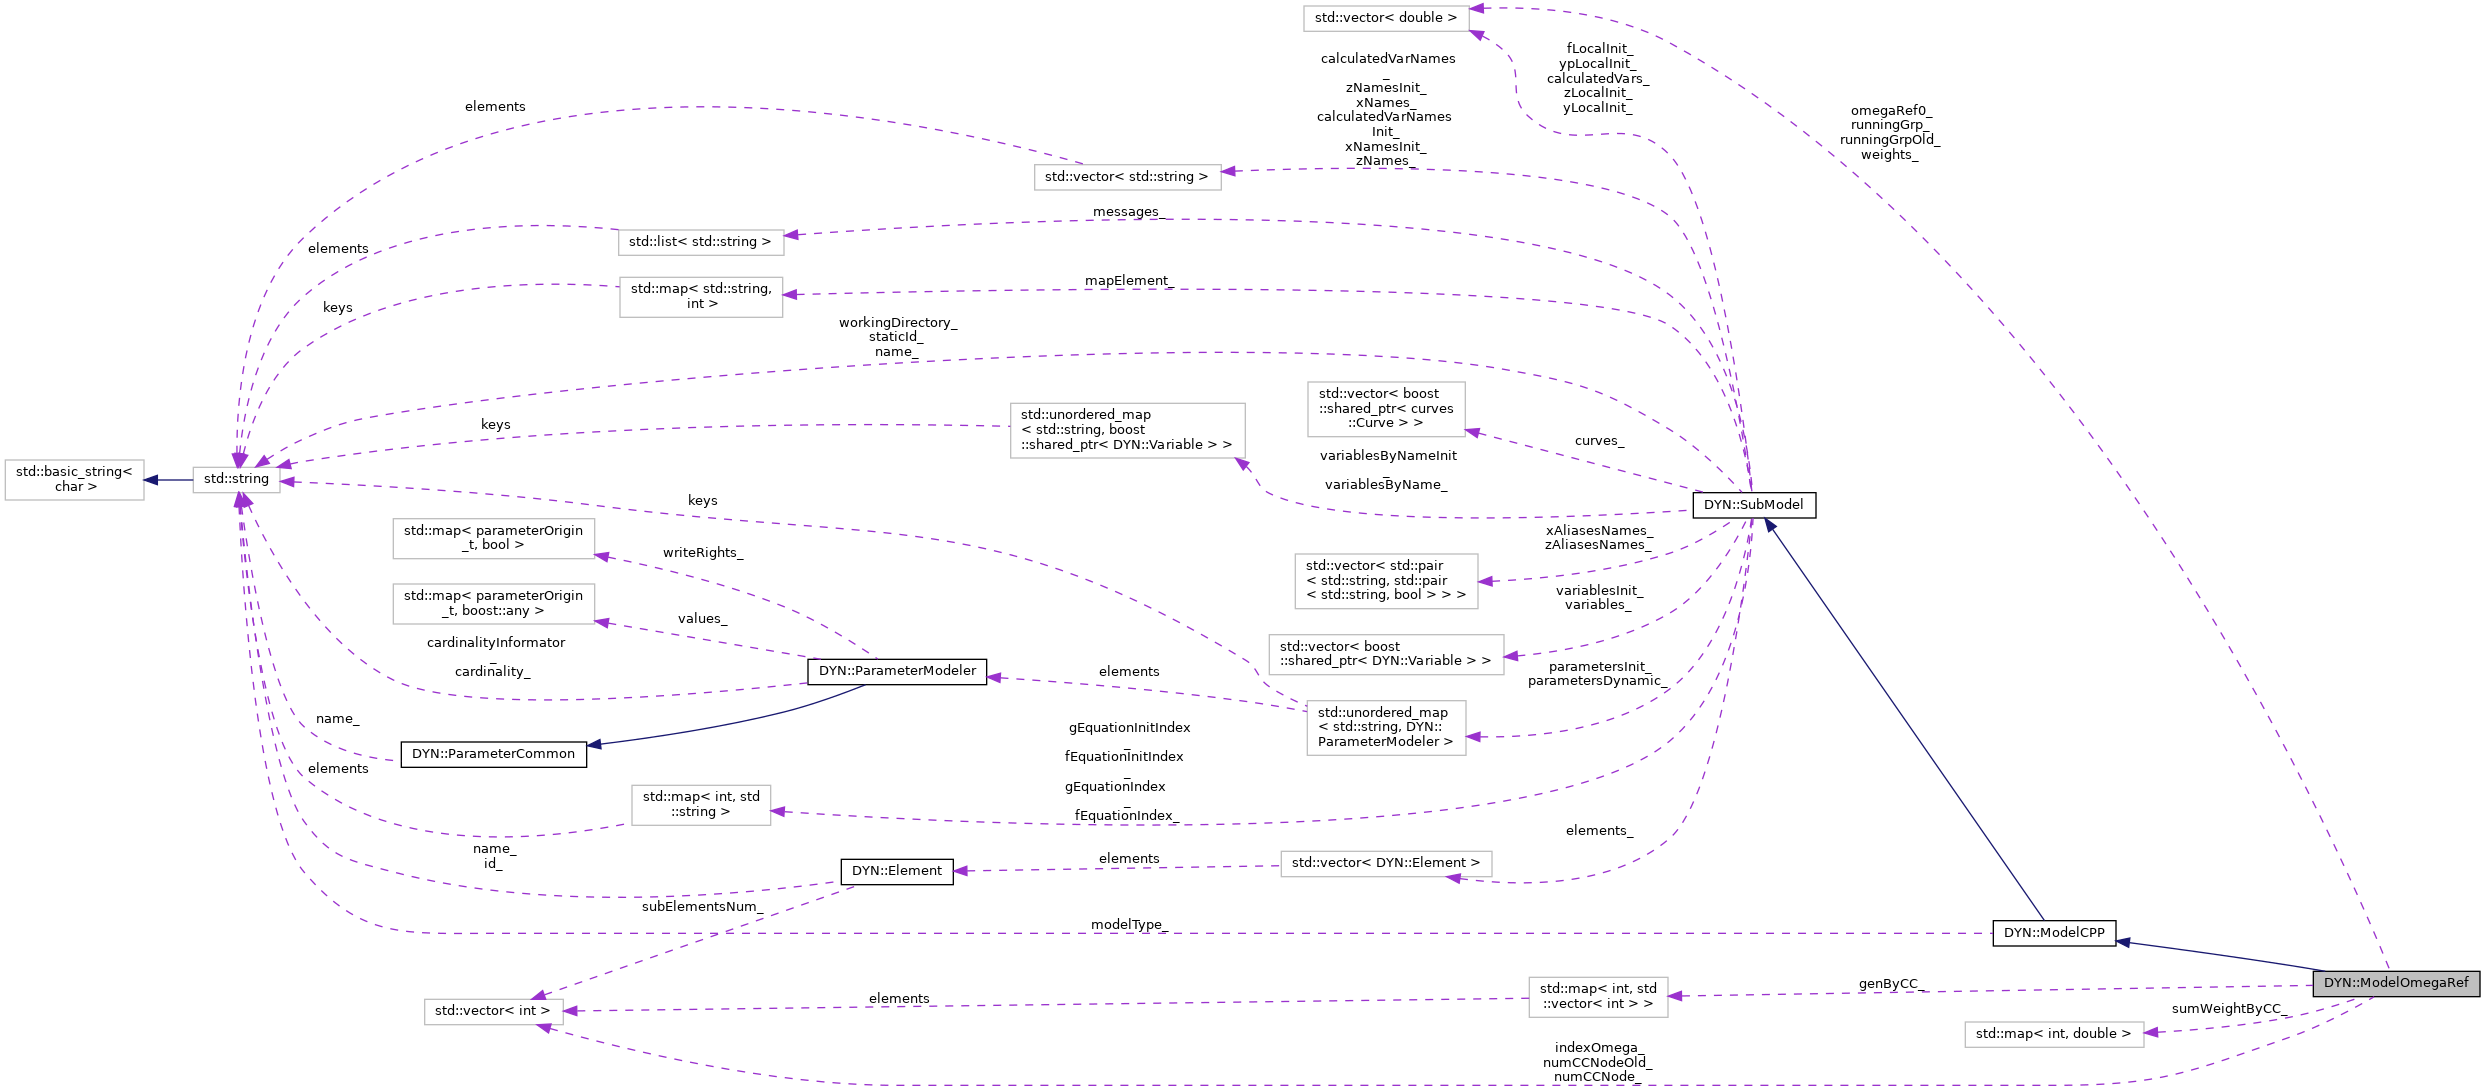 std::vector< double >
fLocalInit_
ypLocalInit_
calculatedVars_
zLocalInit_
yLocalInit_
calculatedVarNames
_
zNamesInit_
xNames_
calculatedVarNames
Init_
xNamesInit_
zNames_
omegaRef0_
runningGrp_
runningGrpOld_
weights_
elements
std::vector< std::string >
messages_
std::list< std::string >
elements
mapElement_
std::map< std::string,
int >
keys
workingDirectory_
staticId_
name_
std::vector< boost
::shared_ptr< curves
::Curve > >
std::unordered_map
< std::string, boost
::shared_ptr< DYN::Variable > >
keys
curves_
variablesByNameInit
_
variablesByName_
std::basic_string<
char >
std::string
DYN::SubModel
keys
std::map< parameterOrigin
_t, bool >
writeRights_
xAliasesNames_
zAliasesNames_
std::vector< std::pair
< std::string, std::pair
< std::string, bool > > >
std::map< parameterOrigin
_t, boost::any >
values_
variablesInit_
variables_
cardinalityInformator
_
cardinality_
std::vector< boost
::shared_ptr< DYN::Variable > >
DYN::ParameterModeler
elements
parametersInit_
parametersDynamic_
std::unordered_map
< std::string, DYN::
ParameterModeler >
name_
DYN::ParameterCommon
gEquationInitIndex
_
fEquationInitIndex
_
gEquationIndex
_
fEquationIndex_
elements
std::map< int, std
::string >
elements_
name_
id_
DYN::Element
elements
std::vector< DYN::Element >
subElementsNum_
modelType_
DYN::ModelCPP
DYN::ModelOmegaRef
genByCC_
std::map< int, std
::vector< int > >
elements
std::vector< int >
sumWeightByCC_
std::map< int, double >
indexOmega_
numCCNodeOld_
numCCNode_